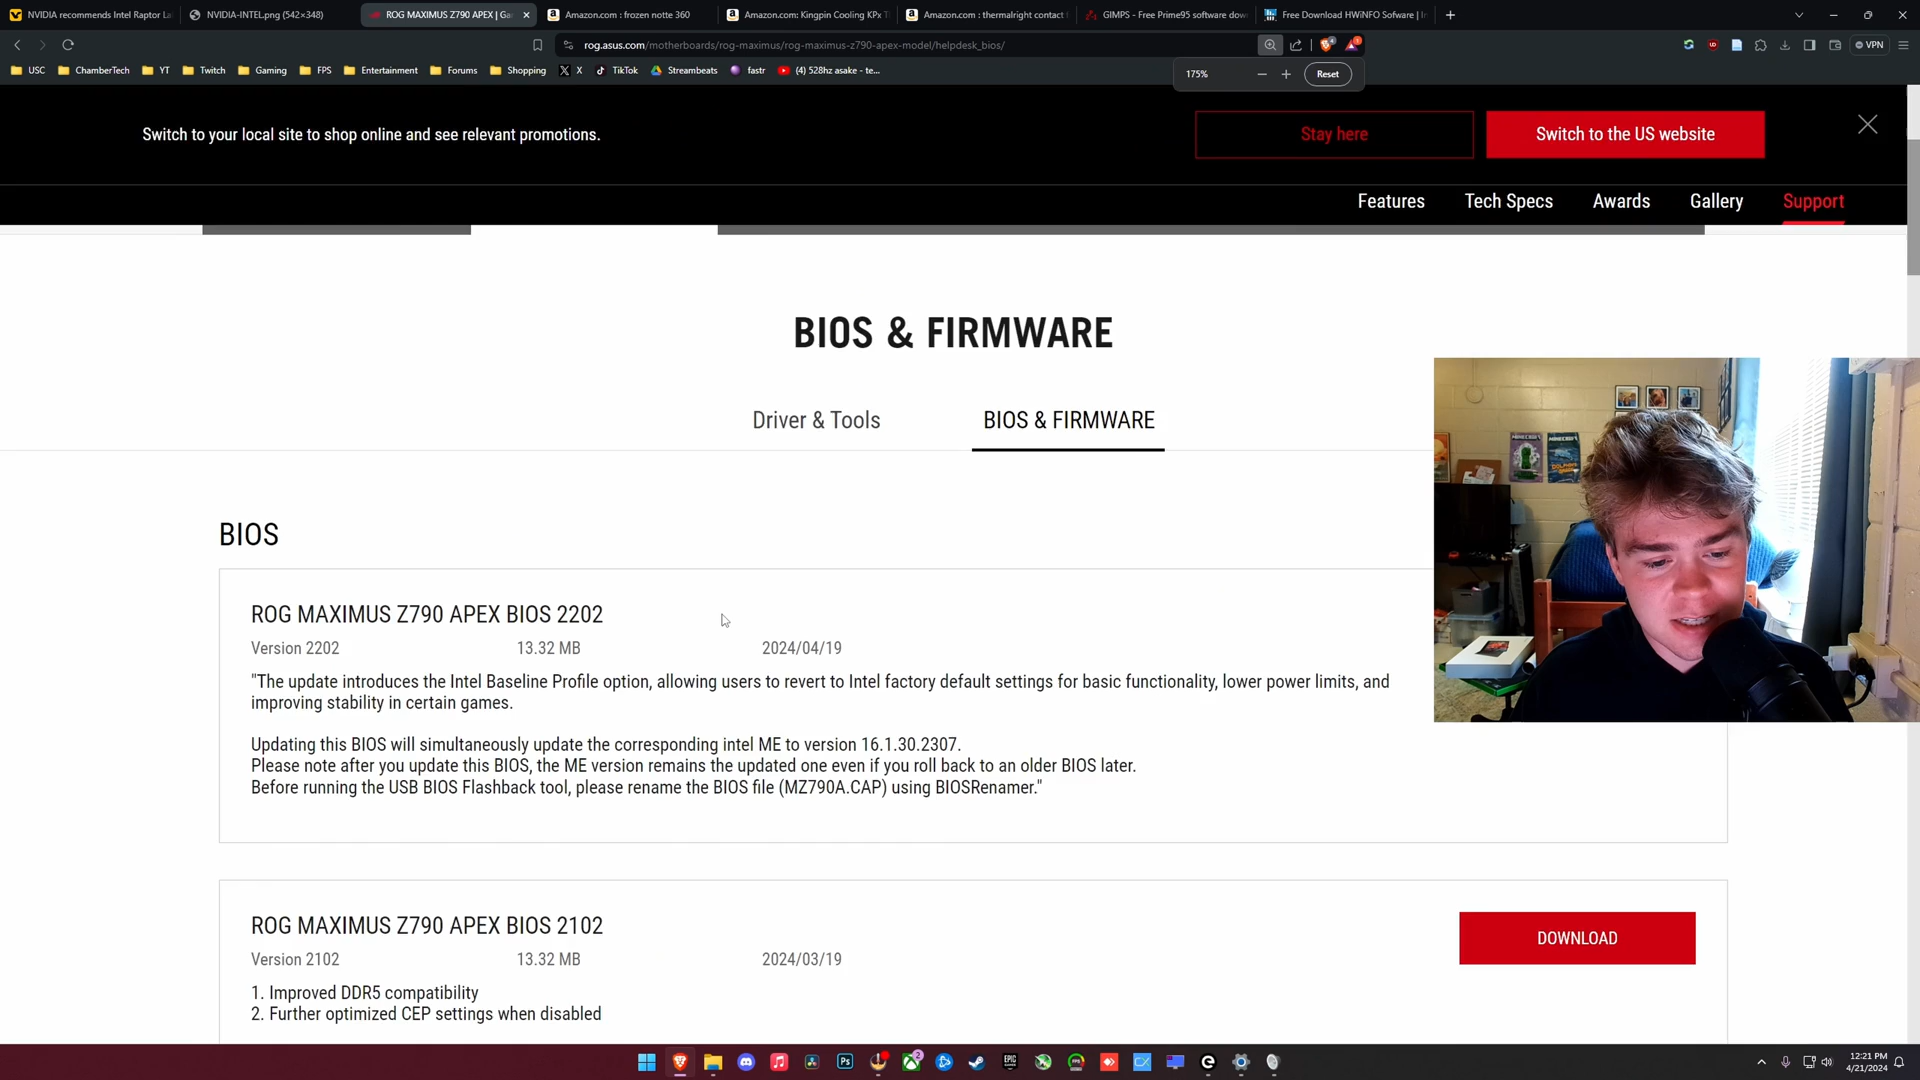 NVIDIA recommends Intel Raptor La
NVIDIA-INTEL.png (542×348)
ROG MAXIMUS Z790 APEX | Ga
Amazon.com : frozen notte 360
Amazon.com: Kingpin Cooling KPx T
Amazon.com : thermalright contact f
GIMPS - Free Prime95 software dow
Free Download HWiNFO Sofware | In
rog.asus.com/motherboards/rog-maximus/rog-maximus-z790-apex-model/helpdesk_bios/
VPN
USC
ChamberTech
YT
Twitch
Gaming
FPS
Entertainment
Forums
Shopping
X
TikTok
Streambeats
fastr
(4) 528hz asake - te...
175%
Reset
Switch to your local site to shop online and see relevant promotions.
Stay here
Switch to the US website
Features
Tech Specs
Awards
Gallery
Support
BIOS & FIRMWARE
Driver & Tools
BIOS & FIRMWARE
BIOS
ROG MAXIMUS Z790 APEX BIOS 2202
Version 2202
13.32 MB
2024/04/19
"The update introduces the Intel Baseline Profile option, allowing users to revert to Intel factory default settings for basic functionality, lower power limits, and
improving stability in certain games.
Updating this BIOS will simultaneously update the corresponding intel ME to version 16.1.30.2307.
Please note after you update this BIOS, the ME version remains the updated one even if you roll back to an older BIOS later.
Before running the USB BIOS Flashback tool, please rename the BIOS file (MZ790A.CAP) using BIOSRenamer."
ROG MAXIMUS Z790 APEX BIOS 2102
Version 2102
13.32 MB
2024/03/19
DOWNLOAD
1. Improved DDR5 compatibility
2. Further optimized CEP settings when disabled
MINECRAFT
12:21 PM
4/21/2024